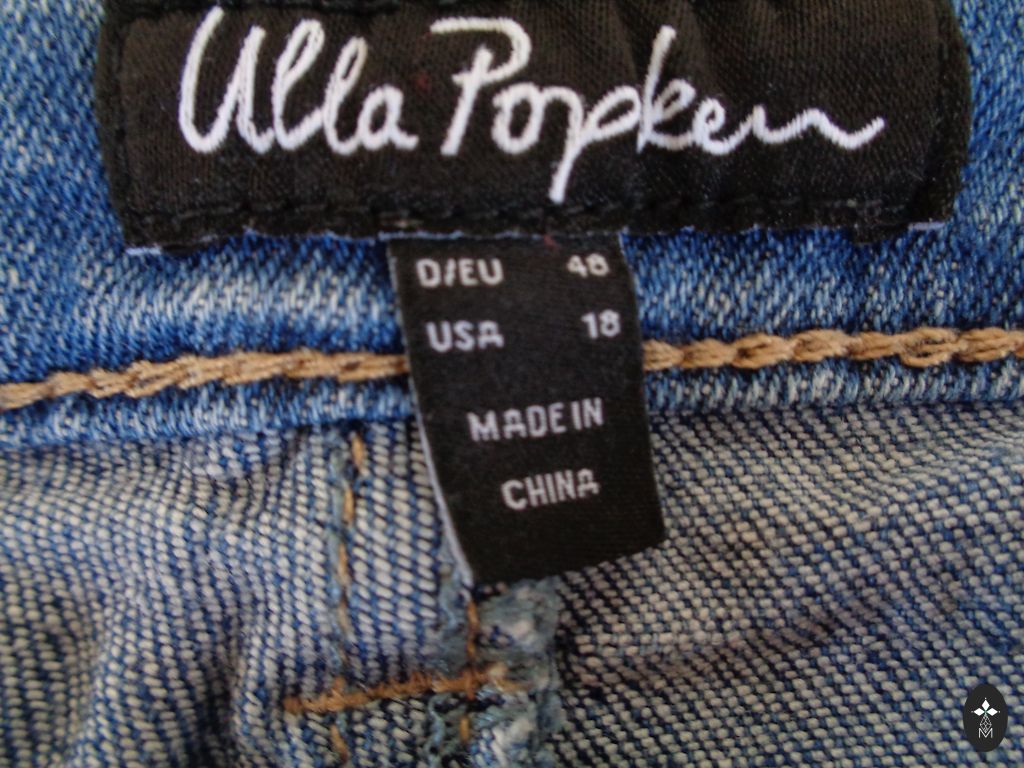 Ulla Popken
D/EU 48
USA 18
MADE IN
CHINA
M